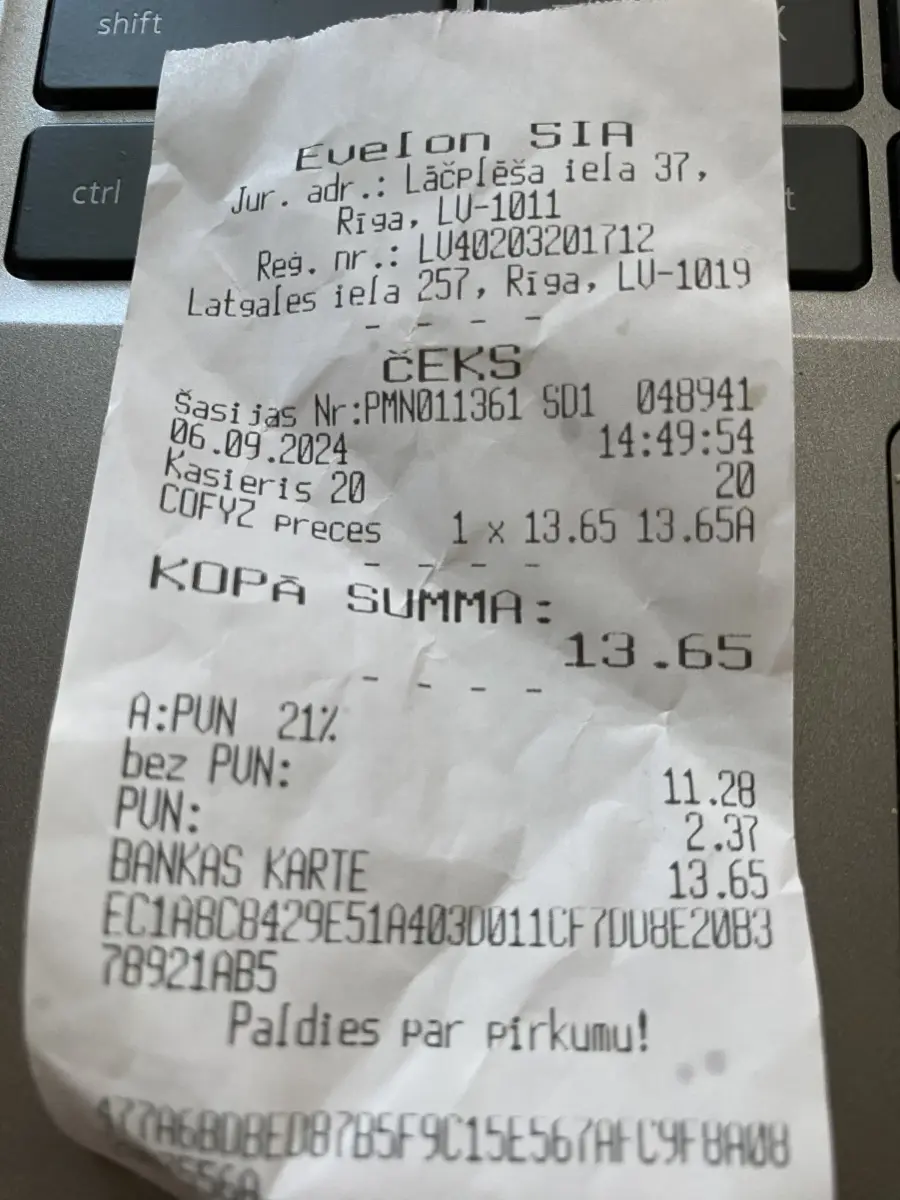 shift
ctrl
Evelon SIA
Jur. adr.: Lāčplēša iela 37,
Rīga, LV-1011
Reģ. nr.: LV40203201712
Latgales iela 257, Rīga, LV-1019
- - - -
ČEKS
Šasijas Nr:PMN011361 SD1 048941
06.09.2024 14:49:54
Kasieris 20 20
COFYZ preces 1 x 13.65 13.65A
- - - -
KOPĀ SUMMA:
13.65
- - - -
A:PVN 21%
bez PVN: 11.28
PVN: 2.37
BANKAS KARTE 13.65
EC1A8C8429E51A403D011CF7DD8E20B3
78921AB5
Paldies par pirkumu!